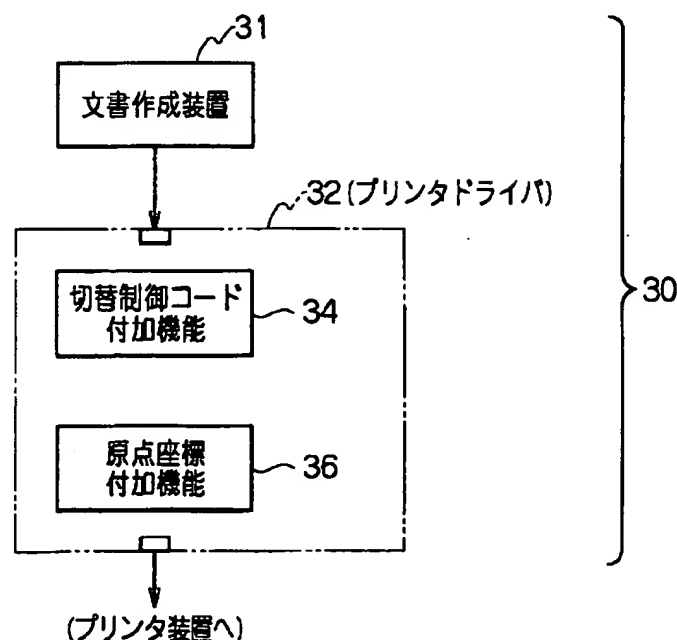 31
文書作成装置
32(プリンタドライバ)
切替制御コード
付加機能
34
30
原点座標
付加機能
36
(プリンタ装置へ)